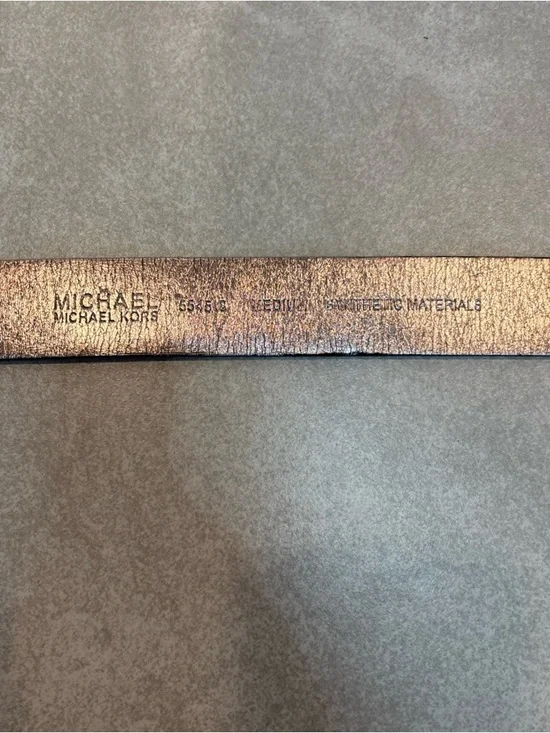 MICHAEL
MICHAEL KORS
MEDIUM SYNTHETIC MATERIALS